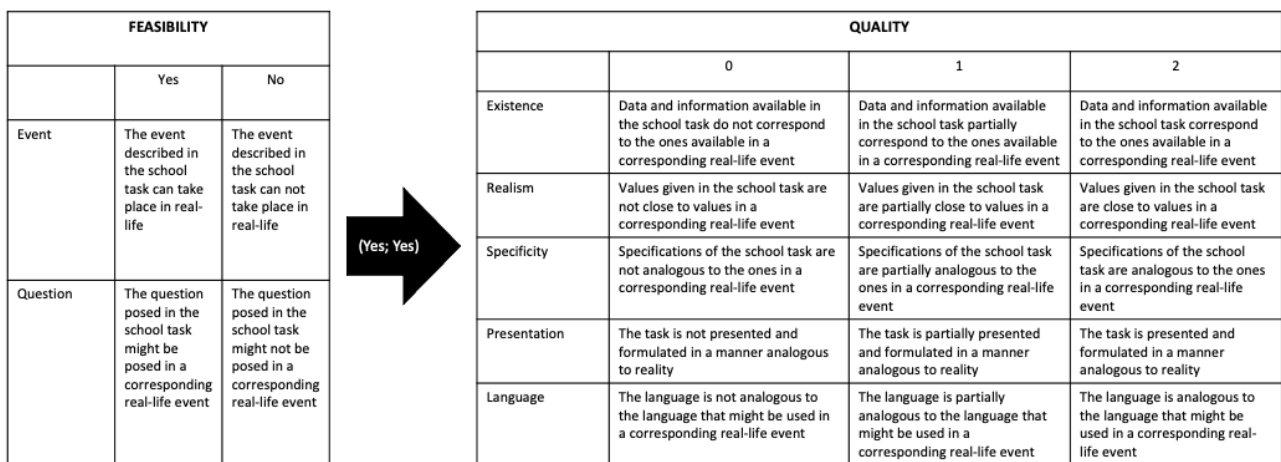 FEASIBILITY
Yes
No
Event
The event
described in
the school
task can take
place in real-
life
The event
described in
the school
task can not
take place in
real-life
Question
The question
posed in the
school task
might be
posed in a
corresponding
real-life event
The question
posed in the
school task
might not be
posed in a
corresponding
real-life event
(Yes; Yes)
QUALITY
0
1
2
Existence
Data and information available in
the school task do not correspond
to the ones available in a
corresponding real-life event
Data and information available
in the school task partially
correspond to the ones available
in a corresponding real-life event
Data and information available
in the school task correspond
to the ones available in a
corresponding real-life event
Realism
Values given in the school task are
not close to values in a
corresponding real-life event
Values given in the school task
are partially close to values in a
corresponding real-life event
Values given in the school task
are close to values in a
corresponding real-life event
Specificity
Specifications of the school task are
not analogous to the ones in a
corresponding real-life event
Specifications of the school task
are partially analogous to the
ones in a corresponding real-life
event
Specifications of the school
task are analogous to the ones
in a corresponding real-life
event
Presentation
The task is not presented and
formulated in a manner analogous
to reality
The task is partially presented
and formulated in a manner
analogous to reality
The task is presented and
formulated in a manner
analogous to reality
Language
The language is not analogous to
the language that might be used in
a corresponding real-life event
The language is partially
analogous to the language that
might be used in a
corresponding real-life event
The language is analogous to
the language that might be
used in a corresponding real-
life event